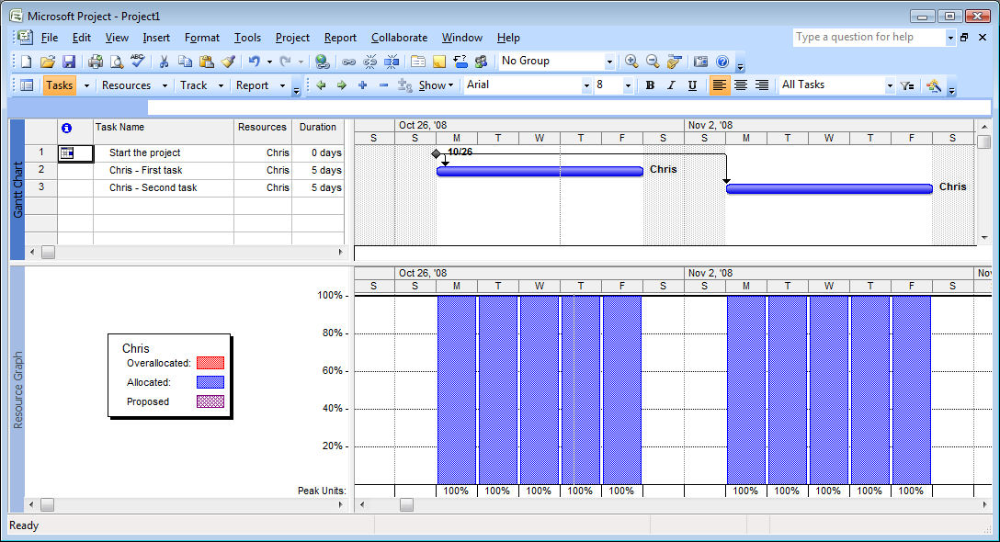 Microsoft Project - Project1
File Edit View Insert Format Tools Project Report Collaborate Window Help Type a question for help
ABC No Group
Tasks Resources Track Report Show Arial 8 B I U All Tasks
Oct 26, '08 Nov 2, '08
Task Name Resources Duration S S M T W T F S S M T W T F S
1 Start the project Chris 0 days 10/26
2 Chris - First task Chris 5 days Chris
3 Chris - Second task Chris 5 days Chris
Gantt Chart
Oct 26, '08 Nov 2, '08 Nov
S S M T W T F S S M T W T F S
100% -
80% -
60% -
40% -
20% -
Chris
Overallocated:
Allocated:
Proposed
Resource Graph
Peak Units: 100% 100% 100% 100% 100% 100% 100% 100% 100% 100%
Ready